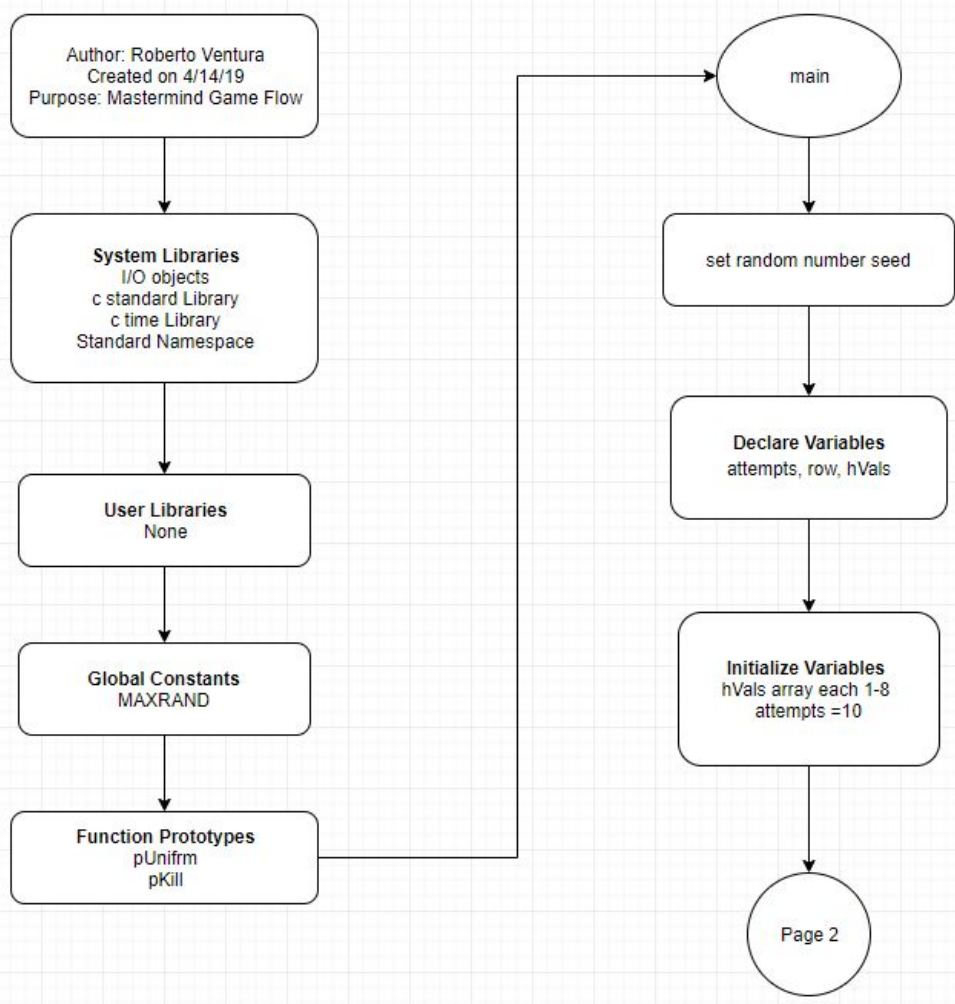 Author: Roberto Ventura
Created on 4/14/19
Purpose: Mastermind Game Flow
System Libraries
I/O objects
c standard Library
c time Library
Standard Namespace
User Libraries
None
Global Constants
MAXRAND
Function Prototypes
pUnifrm
pKill
main
set random number seed
Declare Variables
attempts, row, hVals
Initialize Variables
hVals array each 1-8
attempts =10
Page 2